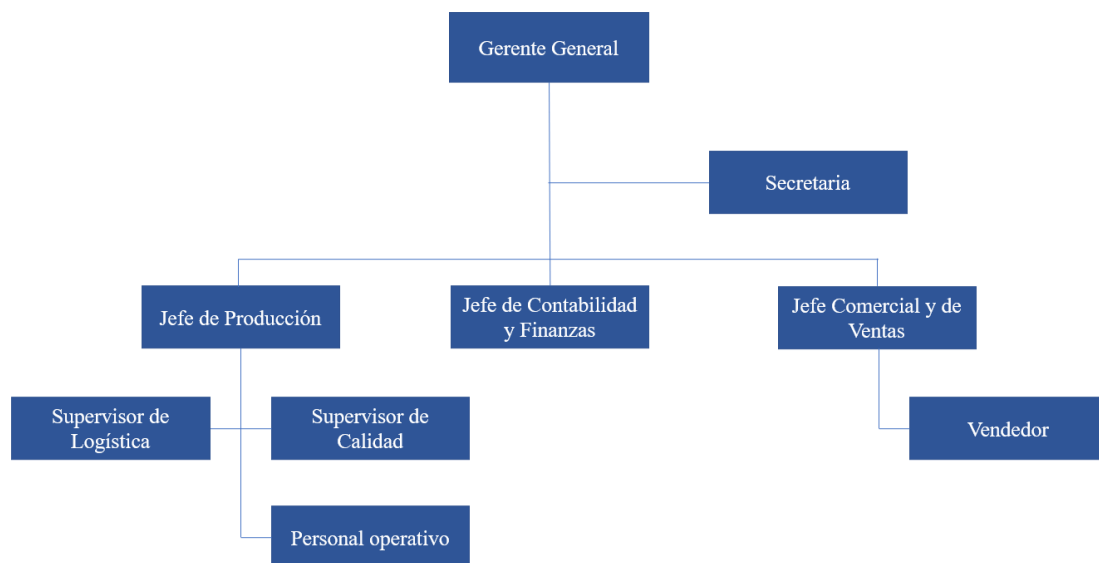 Gerente General
Secretaria
Jefe de Producción
Jefe de Contabilidad
y Finanzas
Jefe Comercial y de
Ventas
Supervisor de
Logística
Supervisor de
Calidad
Vendedor
Personal operativo